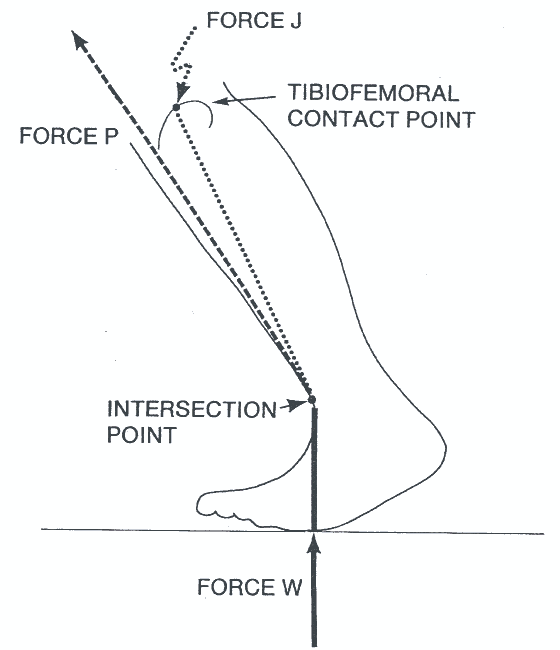 FORCE J
TIBIOFEMORAL
CONTACT POINT
FORCE P
INTERSECTION
POINT
FORCE W